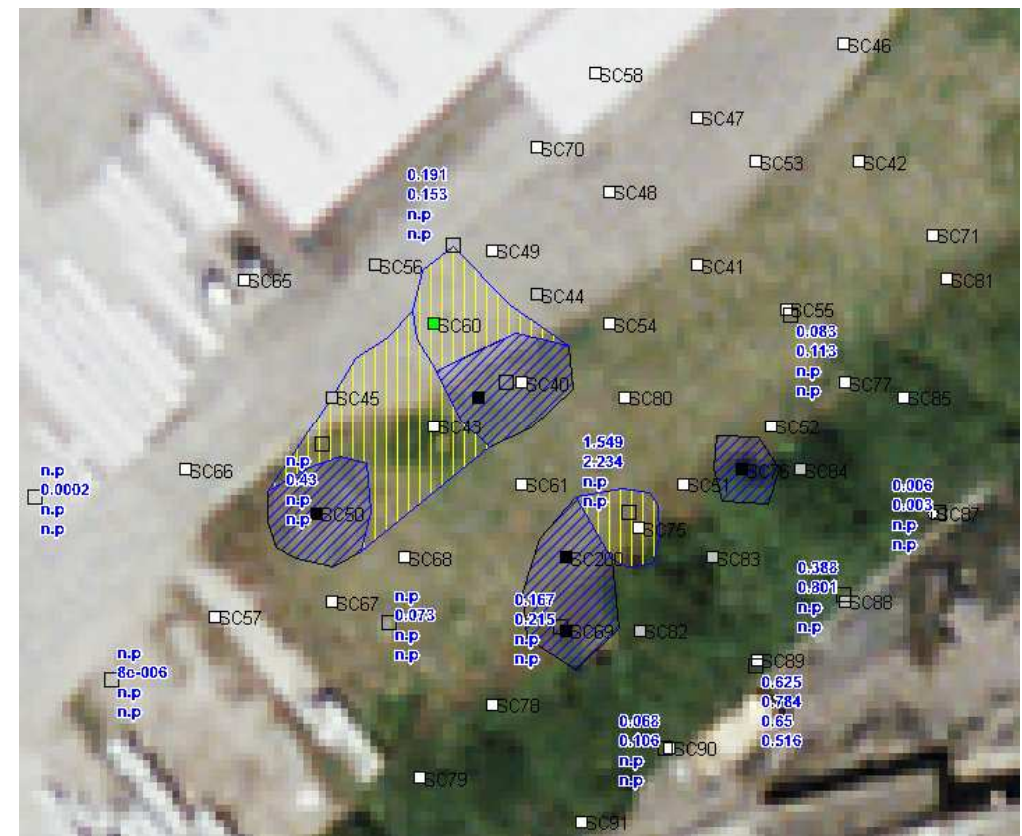 SC46
SC58
SC47
SC70
SC53
SC42
0.191
0.153
n.p
n.p
SC48
SC71
SC49
SC56
SC41
SC65
SC81
SC44
SC55
SC60
SC54
0.083
0.113
n.p
n.p
SC40
SC77
SC45
SC80
SC85
SC43
SC52
1.549
2.234
n.p
n.p
n.p
0.43
n.p
n.p
SC66
n.p
0.0002
n.p
n.p
SC76
SC84
SC61
SC51
0.006
0.003
n.p
n.p
SC50
SC87
SC75
SC68
SC200
SC83
0.388
0.801
n.p
n.p
SC67
n.p
0.073
n.p
n.p
0.167
0.215
n.p
n.p
SC88
SC57
SC69
SC82
n.p
8e-006
n.p
n.p
SC89
0.625
0.784
0.65
0.516
SC78
0.068
0.106
n.p
n.p
SC90
SC79
SC91